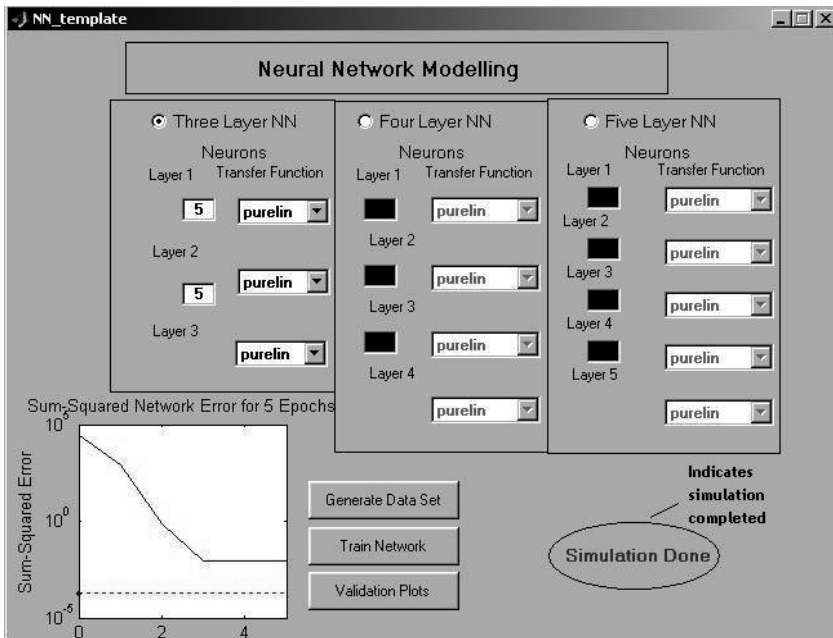 NN_template
Neural Network Modelling
Three Layer NN
Neurons
Layer 1 Transfer Function
5 purelin
Layer 2
5 purelin
Layer 3
purelin
Four Layer NN
Neurons
Layer 1 Transfer Function
purelin
Layer 2
purelin
Layer 3
purelin
Layer 4
purelin
Five Layer NN
Neurons
Layer 1 Transfer Function
purelin
Layer 2
purelin
Layer 3
purelin
Layer 4
purelin
Layer 5
purelin
Sum-Squared Network Error for 5 Epochs
Sum-Squared Error
10^5
10^0
10^-5
0 2 4
Generate Data Set
Train Network
Validation Plots
Indicates
simulation
completed
Simulation Done